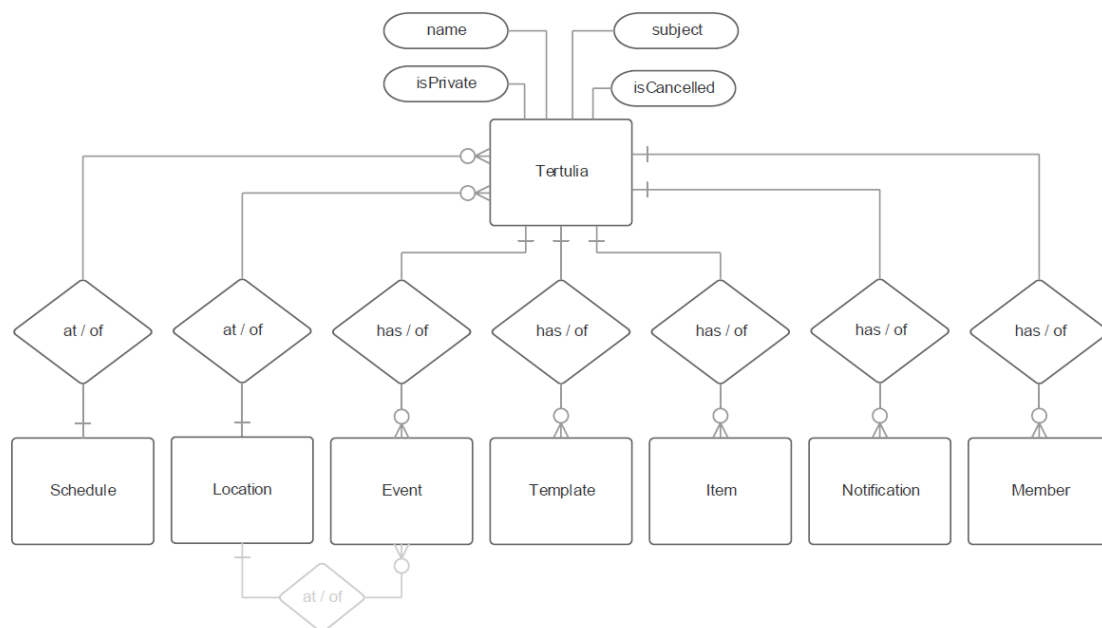 name
subject
isPrivate
isCancelled
Tertulia
at / of
at / of
has / of
has / of
has / of
has / of
has / of
Schedule
Location
Event
Template
Item
Notification
Member
at / of